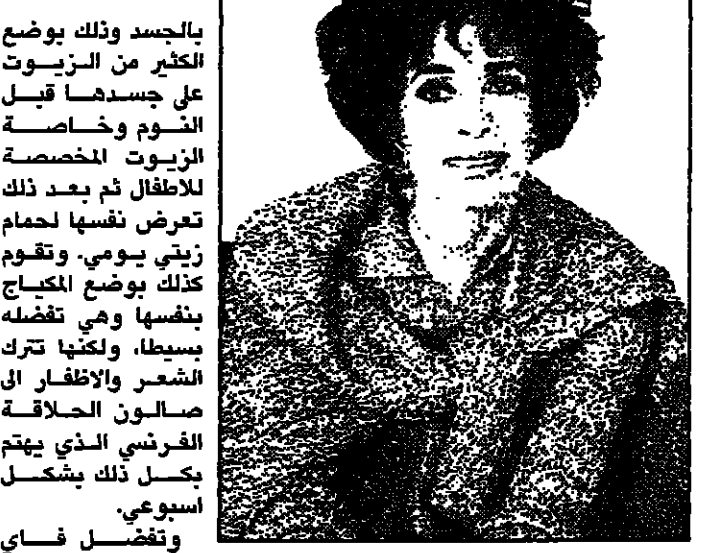 بالجسد وذلك بوضع
الكثير من الزيوت
على جسدها قبل
النوم وخاصة
الزيوت المخصصة
للاطفال ثم بعد ذلك
تعرض نفسها لحمام
زيتي يومي. وتقوم
كذلك بوضع المكياج
بنفسها وهي تفضله
بسيطا، ولكنها تترك
الشعر والاظفار الى
صالون الحلاقة
الفرنسي الذي يهتم
بكل ذلك بشكل
اسبوعي.
وتفضل فاي